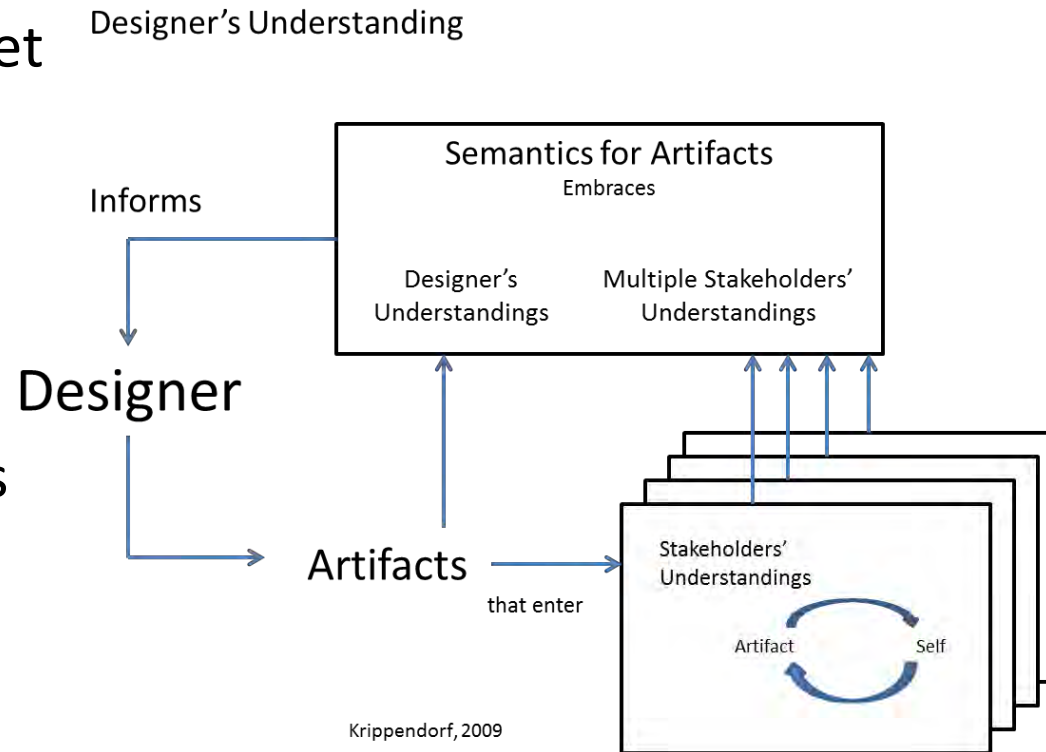 Designer's Understanding
et
Semantics for Artifacts
Embraces
Informs
Designer's
Understandings
Multiple Stakeholders'
Understandings
Designer
s
Artifacts
that enter
Stakeholders'
Understandings
Artifact
Self
Krippendorf, 2009